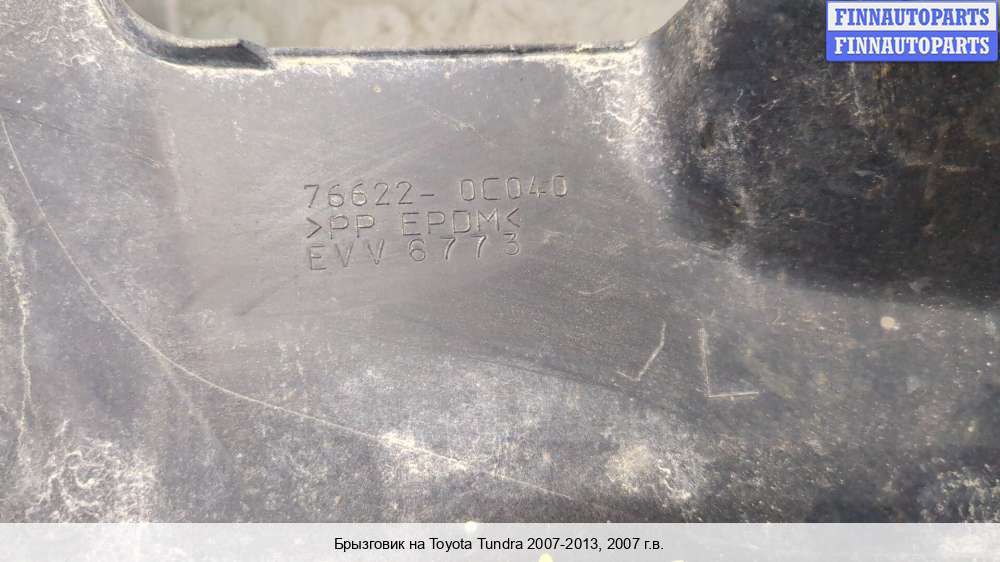 FINNAUTOPARTS
FINNAUTOPARTS
76622- 0C040
>PP EPDM<
EVV 6773
L
Брызговик на Toyota Tundra 2007-2013, 2007 г.в.